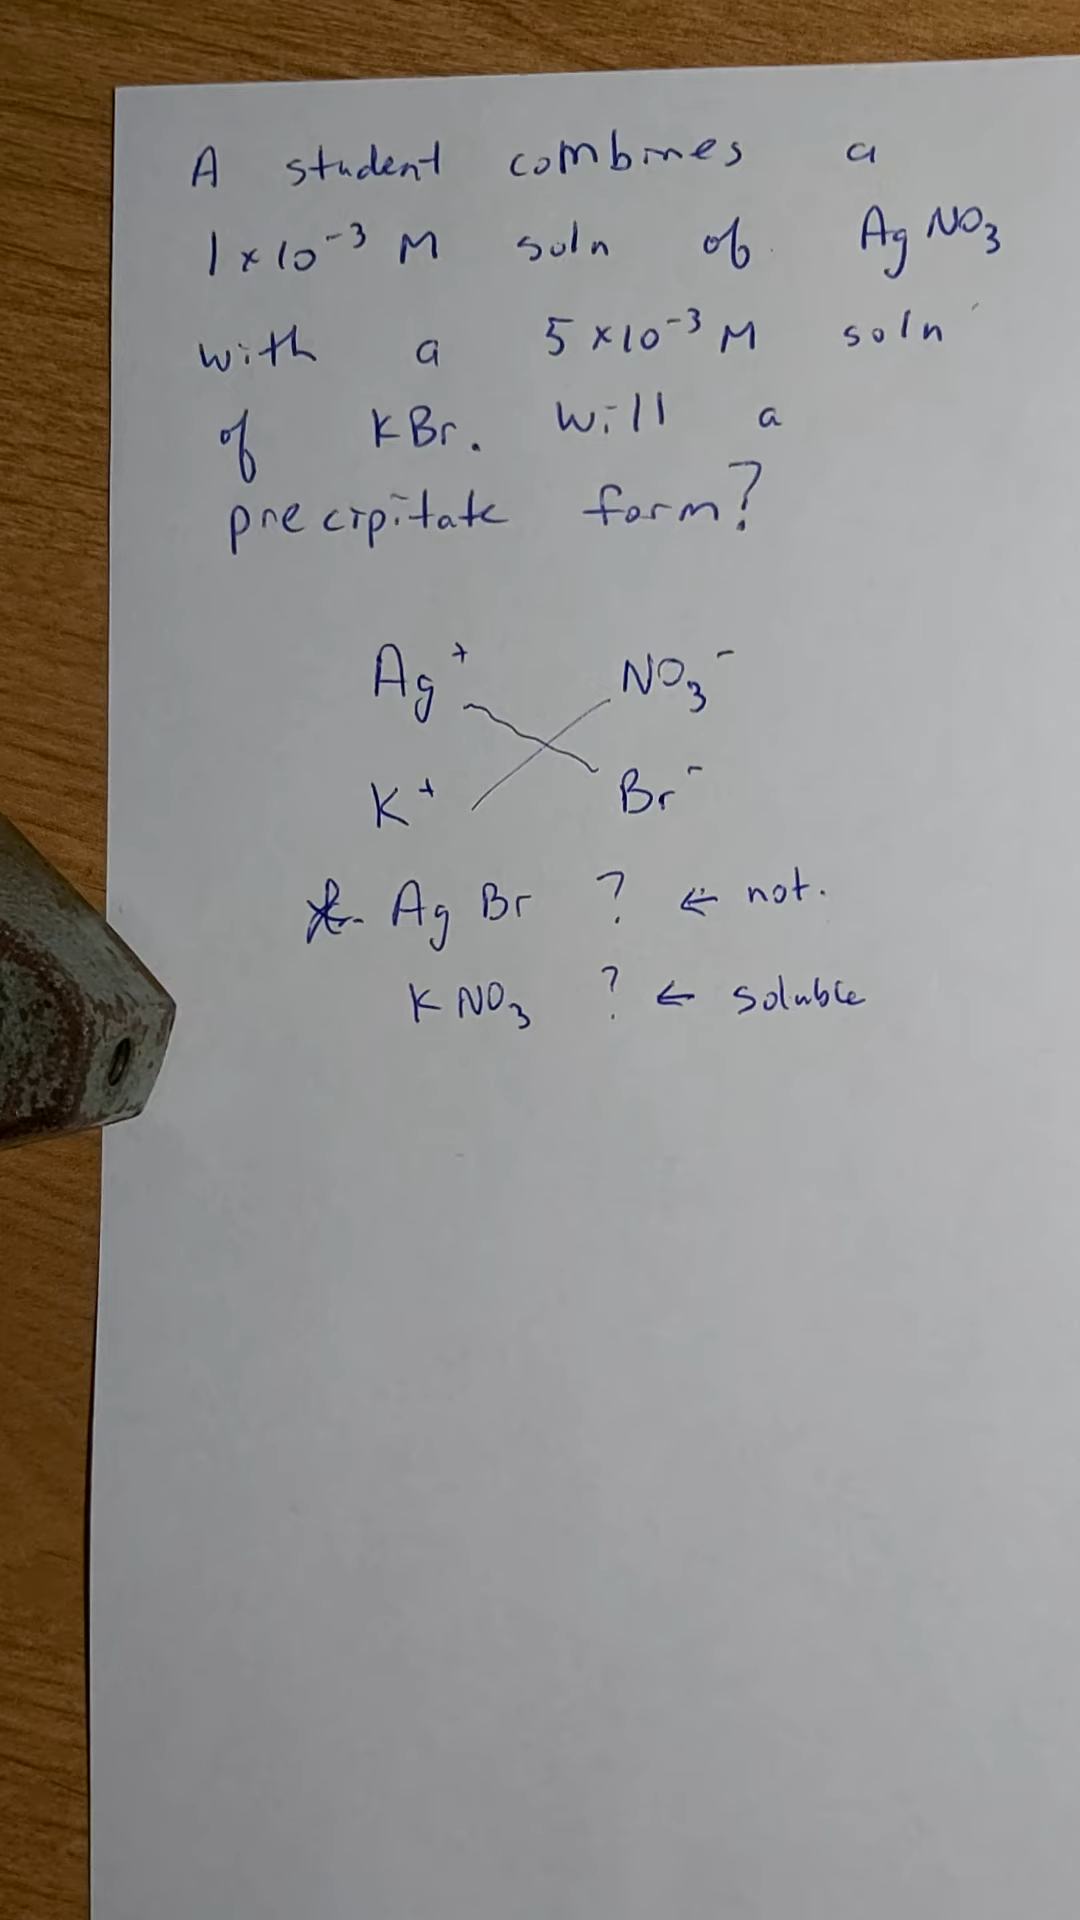 A student combines a
1×10⁻³ M soln of AgNO₃
with a 5×10⁻³ M soln
of KBr. Will a
precipitate form?
Ag⁺ NO₃⁻
K⁺ Br⁻
* AgBr ? ← not.
KNO₃ ? ← soluble